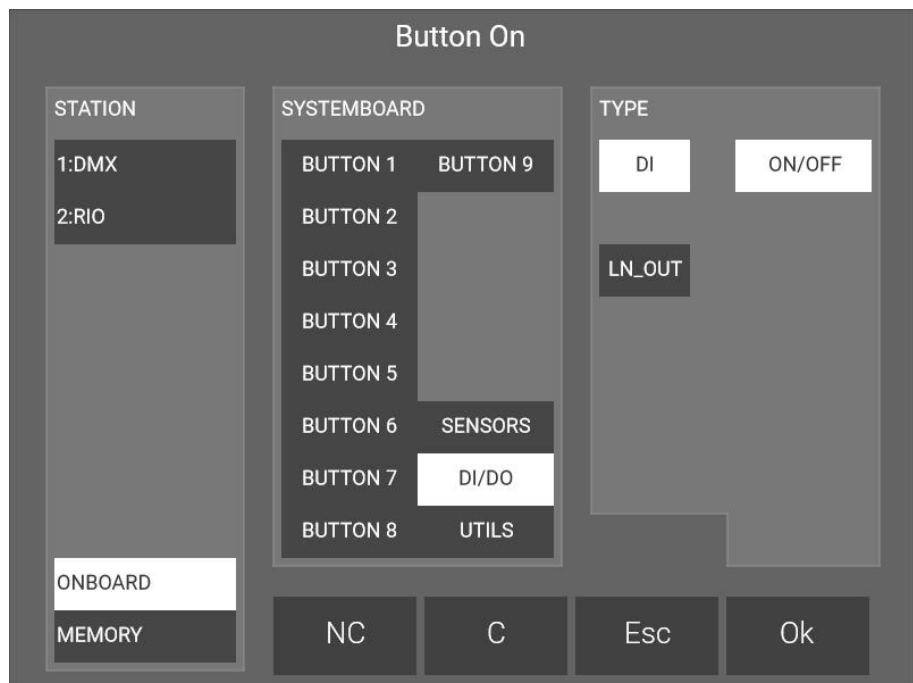 Button On
STATION
1:DMX
2:RIO
ONBOARD
MEMORY
SYSTEMBOARD
BUTTON 1 BUTTON 9
BUTTON 2
BUTTON 3
BUTTON 4
BUTTON 5
BUTTON 6 SENSORS
BUTTON 7 DI/DO
BUTTON 8 UTILS
TYPE
DI ON/OFF
LN_OUT
NC C Esc Ok